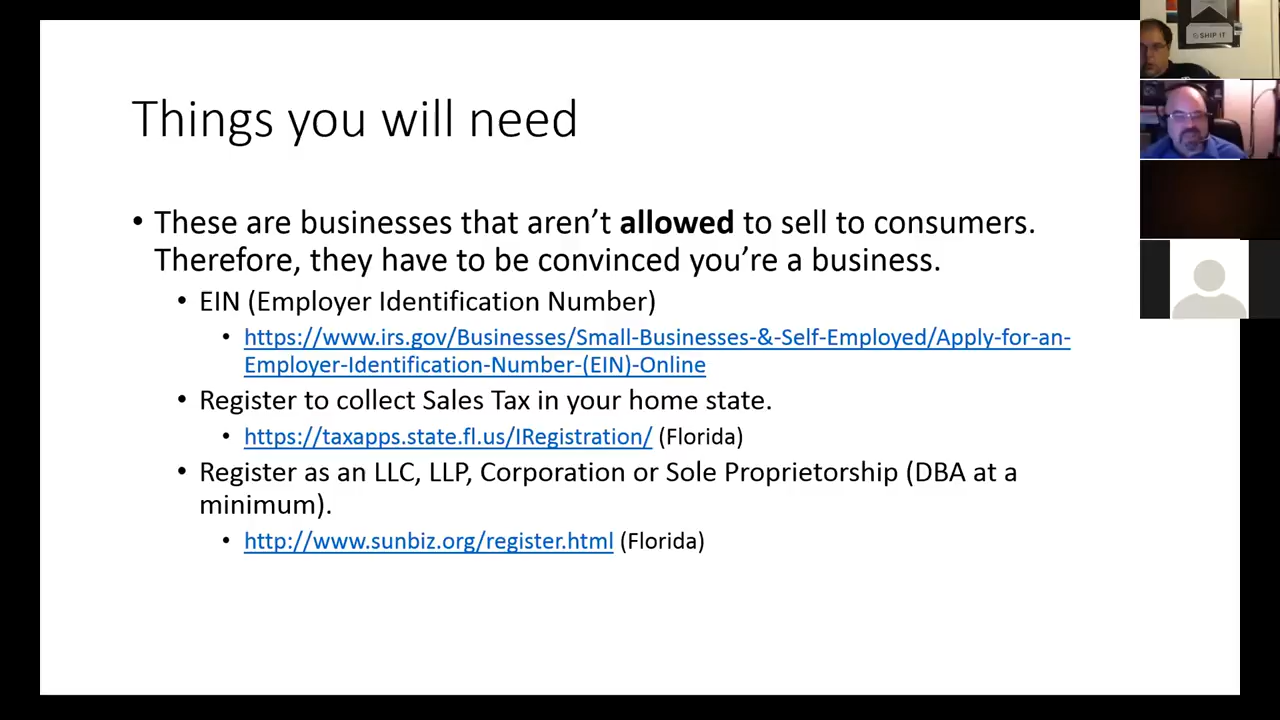 SHIP IT
Things you will need
• These are businesses that aren’t allowed to sell to consumers.
Therefore, they have to be convinced you’re a business.
• EIN (Employer Identification Number)
• https://www.irs.gov/Businesses/Small-Businesses-&-Self-Employed/Apply-for-an-
Employer-Identification-Number-(EIN)-Online
• Register to collect Sales Tax in your home state.
• https://taxapps.state.fl.us/IRegistration/ (Florida)
• Register as an LLC, LLP, Corporation or Sole Proprietorship (DBA at a
minimum).
• http://www.sunbiz.org/register.html (Florida)